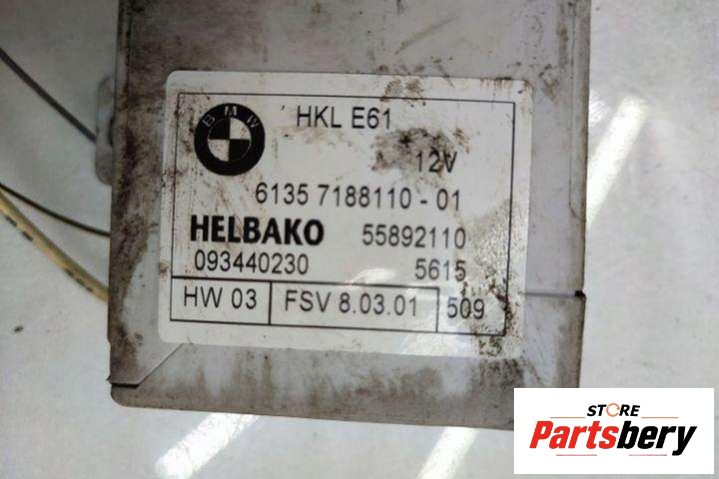 BMW
HKL E61
12V
6135 7188110 - 01
HELBAKO 55892110
093440230 5615
HW 03 FSV 8.03.01 509
STORE
Partsbery